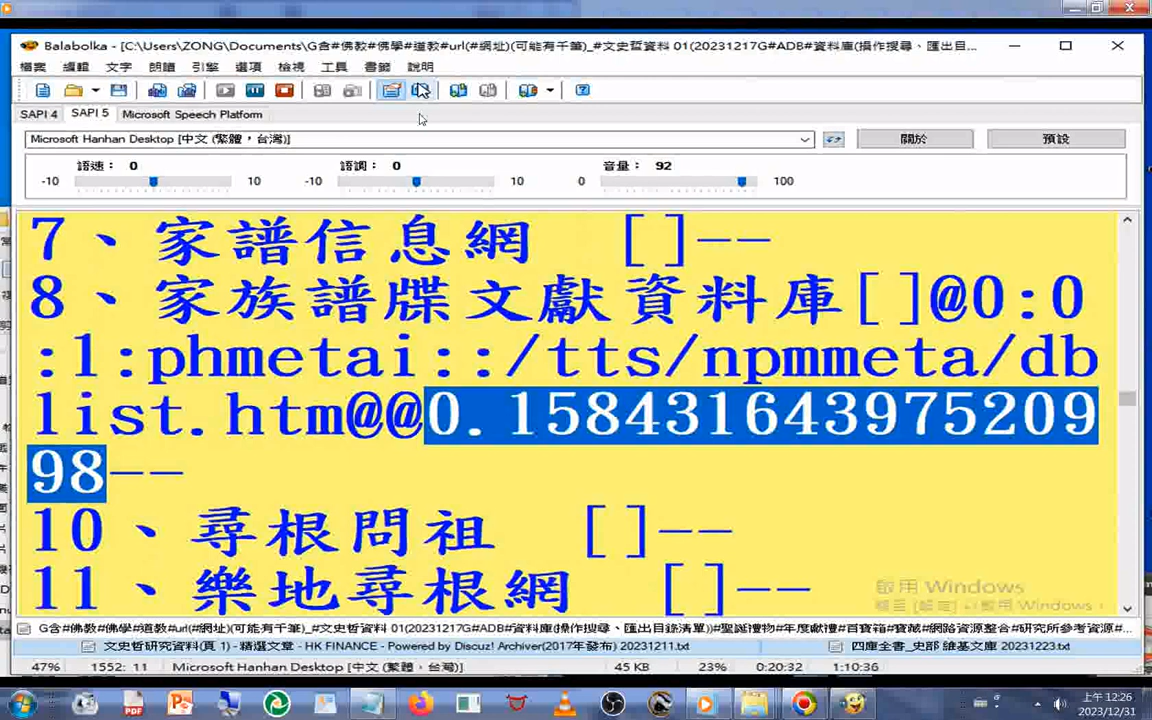 Balabolka - [C:\Users\ZONG\Documents\G含#佛教#佛學#道教#url(#網址)(可能有千筆)_#文史哲資料 01(20231217G#ADB#資料庫(操作搜尋、匯出目...
檔案 編輯 文字 朗讀 引擎 選項 檢視 工具 書籤 說明
SAPI 4 SAPI 5 Microsoft Speech Platform
Microsoft Hanhan Desktop [中文 (繁體，台灣)] 關於 預設
語速： 0 語調： 0 音量： 92
-10 10 -10 10 0 100
7、家譜信息網 []--
8、家族譜牒文獻資料庫[]@0:0
:1:phmetai::/tts/npmmeta/db
list.htm@@0.158431643975209
98--
10、尋根問祖 []--
11、樂地尋根網 []--
啟用 Windows
G含#佛教#佛學#道教#url(#網址)(可能有千筆)_#文史哲資料 01(20231217G#ADB#資料庫(操作搜尋、匯出目錄清單))#聖誕禮物#年度獻禮#百寶箱#寶藏#網路資源整合#研究所參考資源#...
文史哲研究資料(頁 1) - 精選文章 - HK FINANCE - Powered by Discuz! Archiver(2017年發布) 20231211.txt 四庫全書_史部 維基文庫 20231223.txt
47% 1552: 11 Microsoft Hanhan Desktop [中文 (繁體，台灣)] 45 KB 23% 0:20:32 1:10:36
PDF
上午 12:26
2023/12/31